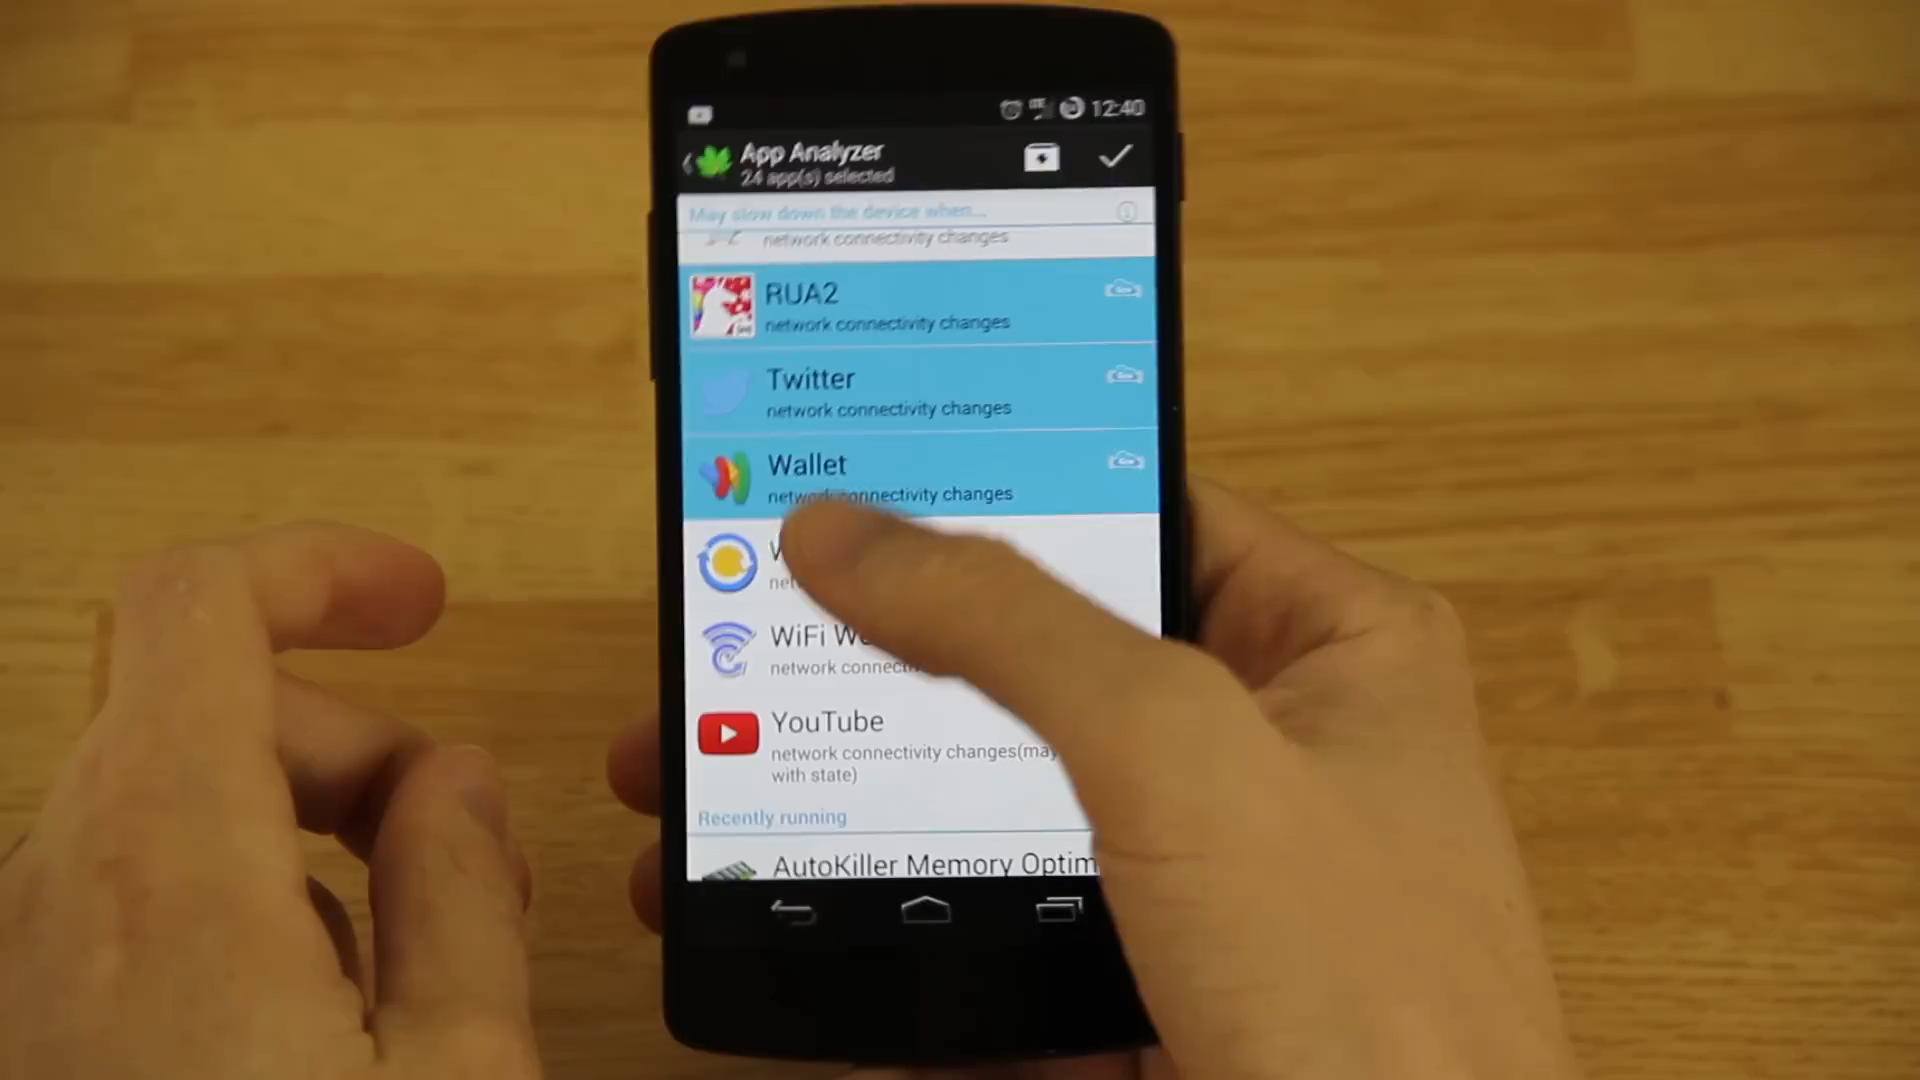 12:40
App Analyzer
24 app(s) selected
May slow down the device when...
network connectivity changes
RUA2
network connectivity changes
Twitter
network connectivity changes
Wallet
network connectivity changes
WiFi
network
YouTube
network connectivity changes(may
with state)
Recently running
AutoKiller Memory Optim